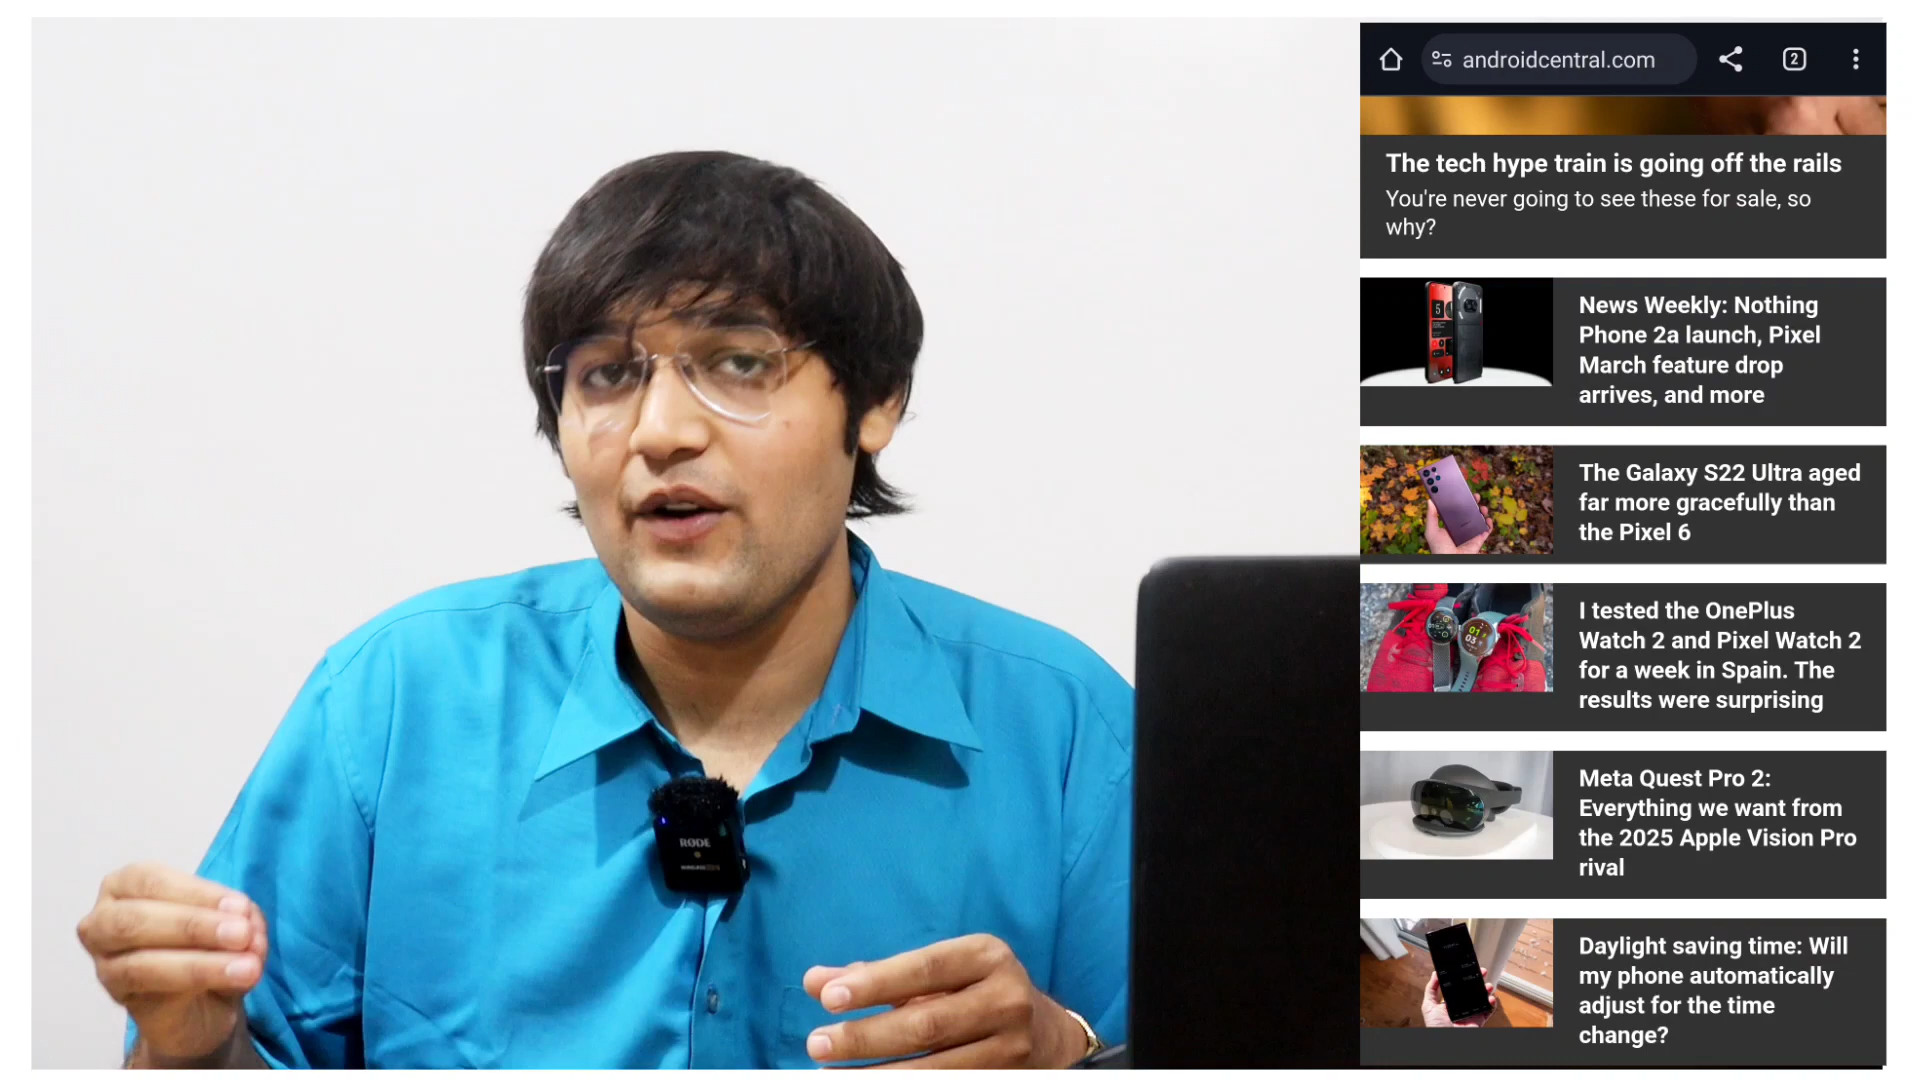 androidcentral.com
2
The tech hype train is going off the rails
You're never going to see these for sale, so
why?
News Weekly: Nothing
Phone 2a launch, Pixel
March feature drop
arrives, and more
The Galaxy S22 Ultra aged
far more gracefully than
the Pixel 6
I tested the OnePlus
Watch 2 and Pixel Watch 2
for a week in Spain. The
results were surprising
Meta Quest Pro 2:
Everything we want from
the 2025 Apple Vision Pro
rival
Daylight saving time: Will
my phone automatically
adjust for the time
change?
RØDE